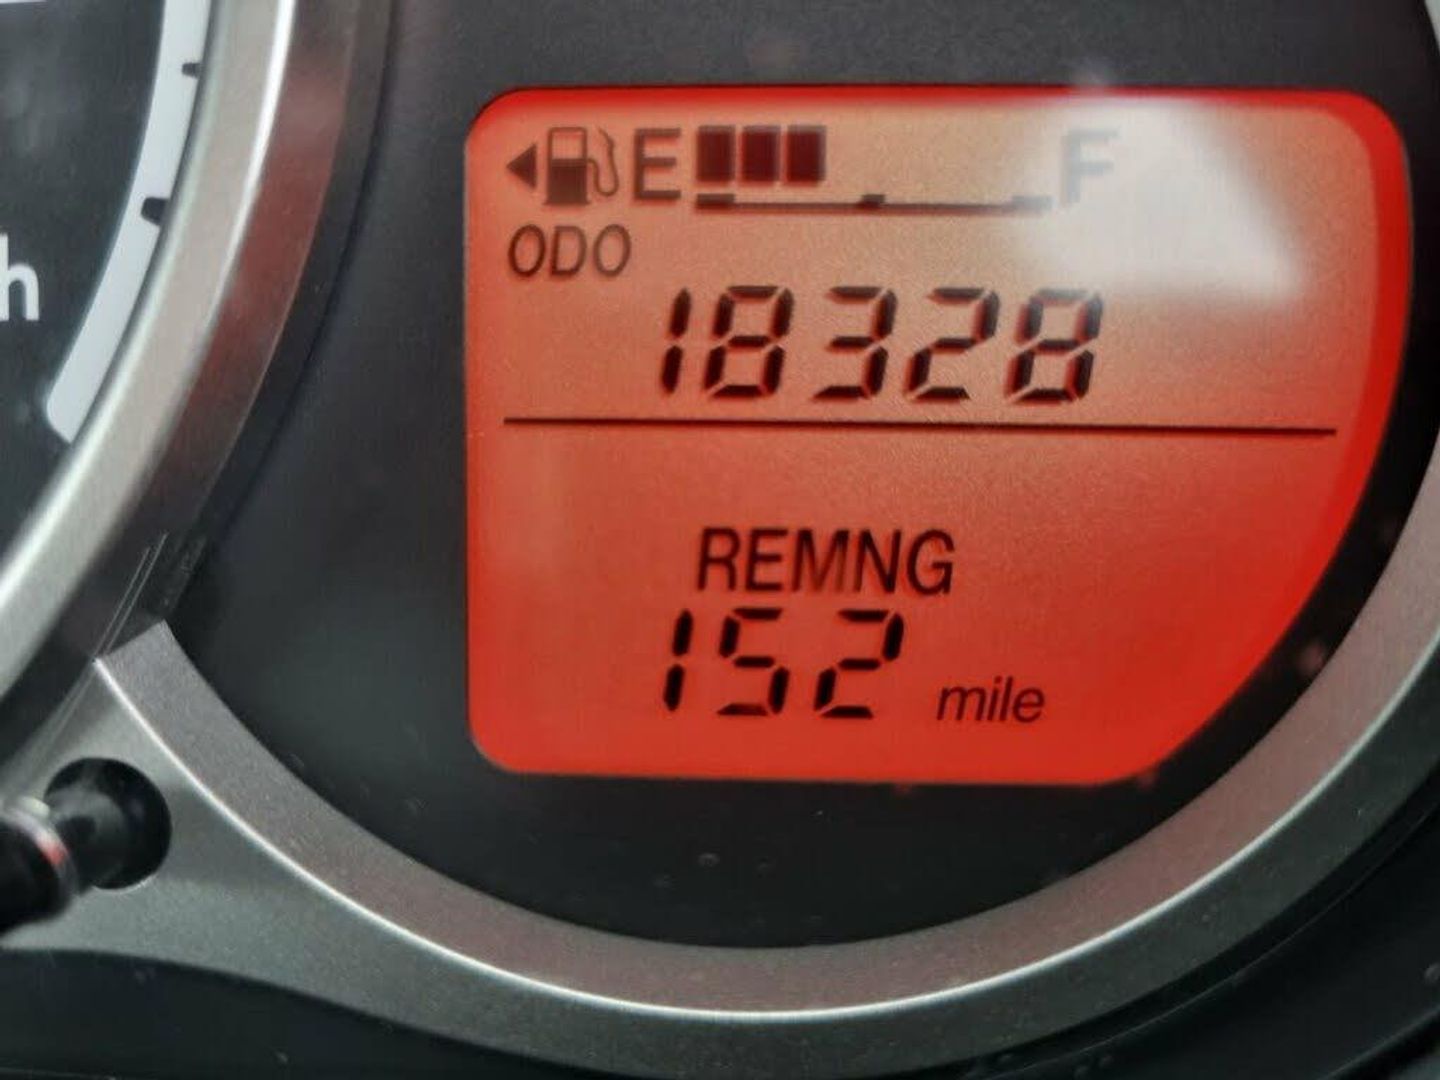 E F
ODO
18328
REMNG
152 mile
h